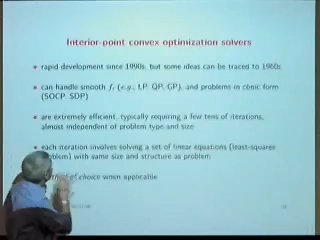 Interior-point convex optimization solvers
• rapid development since 1990s, but some ideas can be traced to 1960s
• can handle smooth fi (e.g., LP, QP, GP), and problems in conic form
(SOCP, SDP)
• are extremely efficient, typically requiring a few tens of iterations,
almost independent of problem type and size
• each iteration involves solving a set of linear equations (least-squares
problem) with same size and structure as problem
of choice when applicable